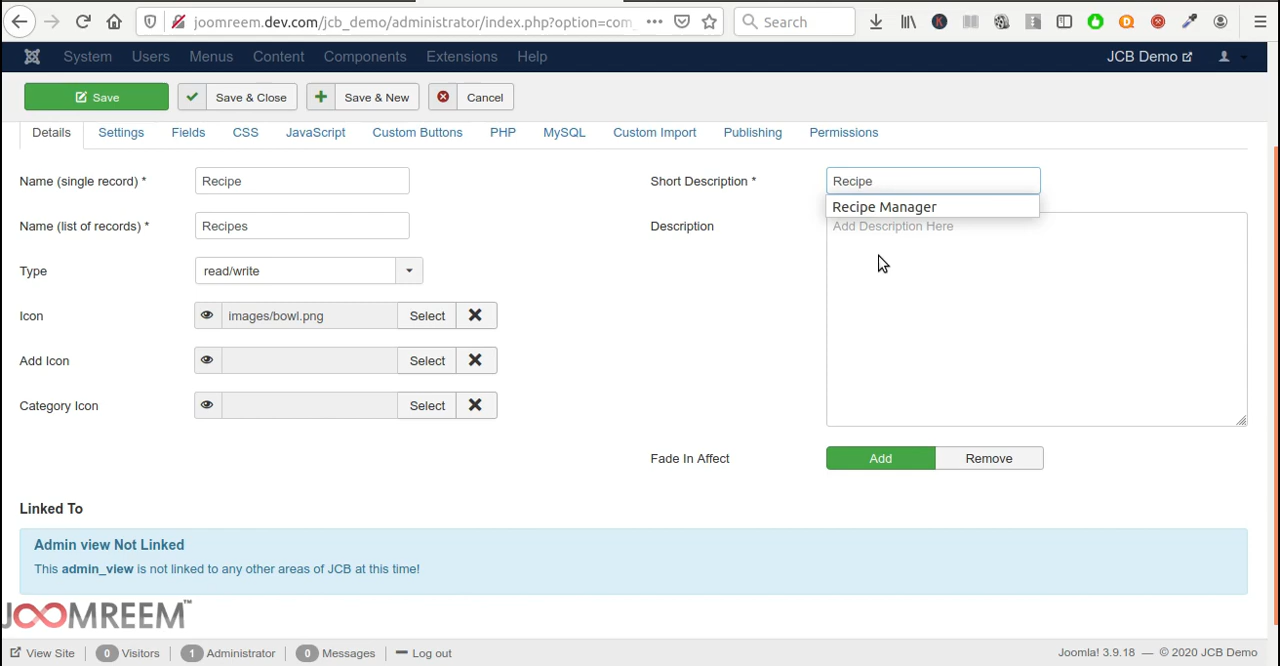 joomreem.dev.com/jcb_demo/administrator/index.php?option=com_
Search
System Users Menus Content Components Extensions Help
JCB Demo
Save
Save & Close
Save & New
Cancel
Details Settings Fields CSS JavaScript Custom Buttons PHP MySQL Custom Import Publishing Permissions
Name (single record) * Recipe
Short Description * Recipe
Recipe Manager
Name (list of records) * Recipes
Description Add Description Here
Type read/write
Icon images/bowl.png Select
Add Icon Select
Category Icon Select
Fade In Affect Add Remove
Linked To
Admin view Not Linked
This admin_view is not linked to any other areas of JCB at this time!
JOOMREEM™
View Site 0 Visitors 1 Administrator 0 Messages Log out
Joomla! 3.9.18 — © 2020 JCB Demo